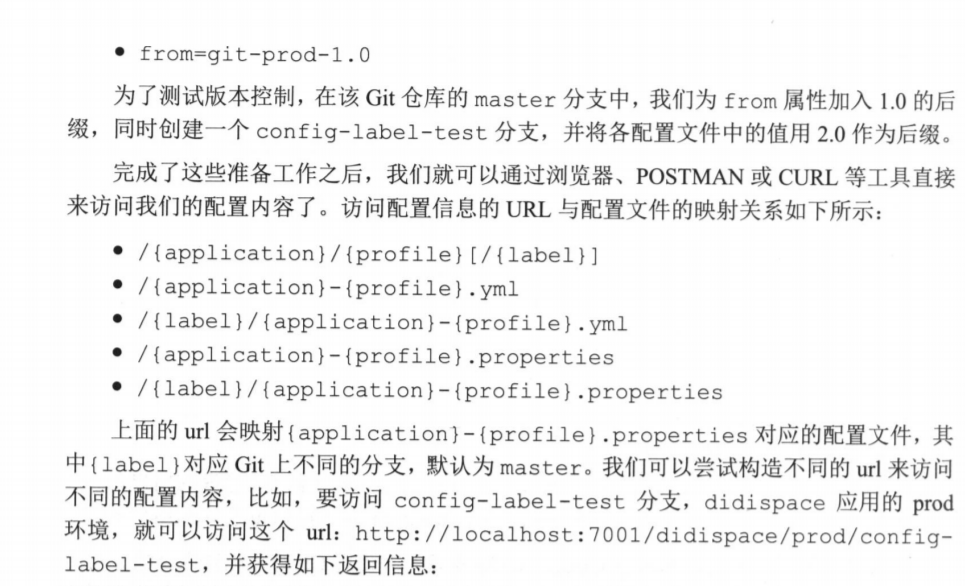 • from=git-prod-1.0
为了测试版本控制，在该 Git 仓库的 master 分支中，我们为 from 属性加入 1.0 的后
缀，同时创建一个 config-label-test 分支，并将各配置文件中的值用 2.0 作为后缀。
完成了这些准备工作之后，我们就可以通过浏览器、POSTMAN 或 CURL 等工具直接
来访问我们的配置内容了。访问配置信息的 URL 与配置文件的映射关系如下所示：
• /{application}/{profile}[/{label}]
• /{application}-{profile}.yml
• /{label}/{application}-{profile}.yml
• /{application}-{profile}.properties
• /{label}/{application}-{profile}.properties
上面的 url 会映射{application}-{profile}.properties 对应的配置文件，其
中{label}对应 Git 上不同的分支，默认为 master。我们可以尝试构造不同的 url 来访问
不同的配置内容，比如，要访问 config-label-test 分支，didispace 应用的 prod
环境，就可以访问这个 url：http://localhost:7001/didispace/prod/config-
label-test，并获得如下返回信息：